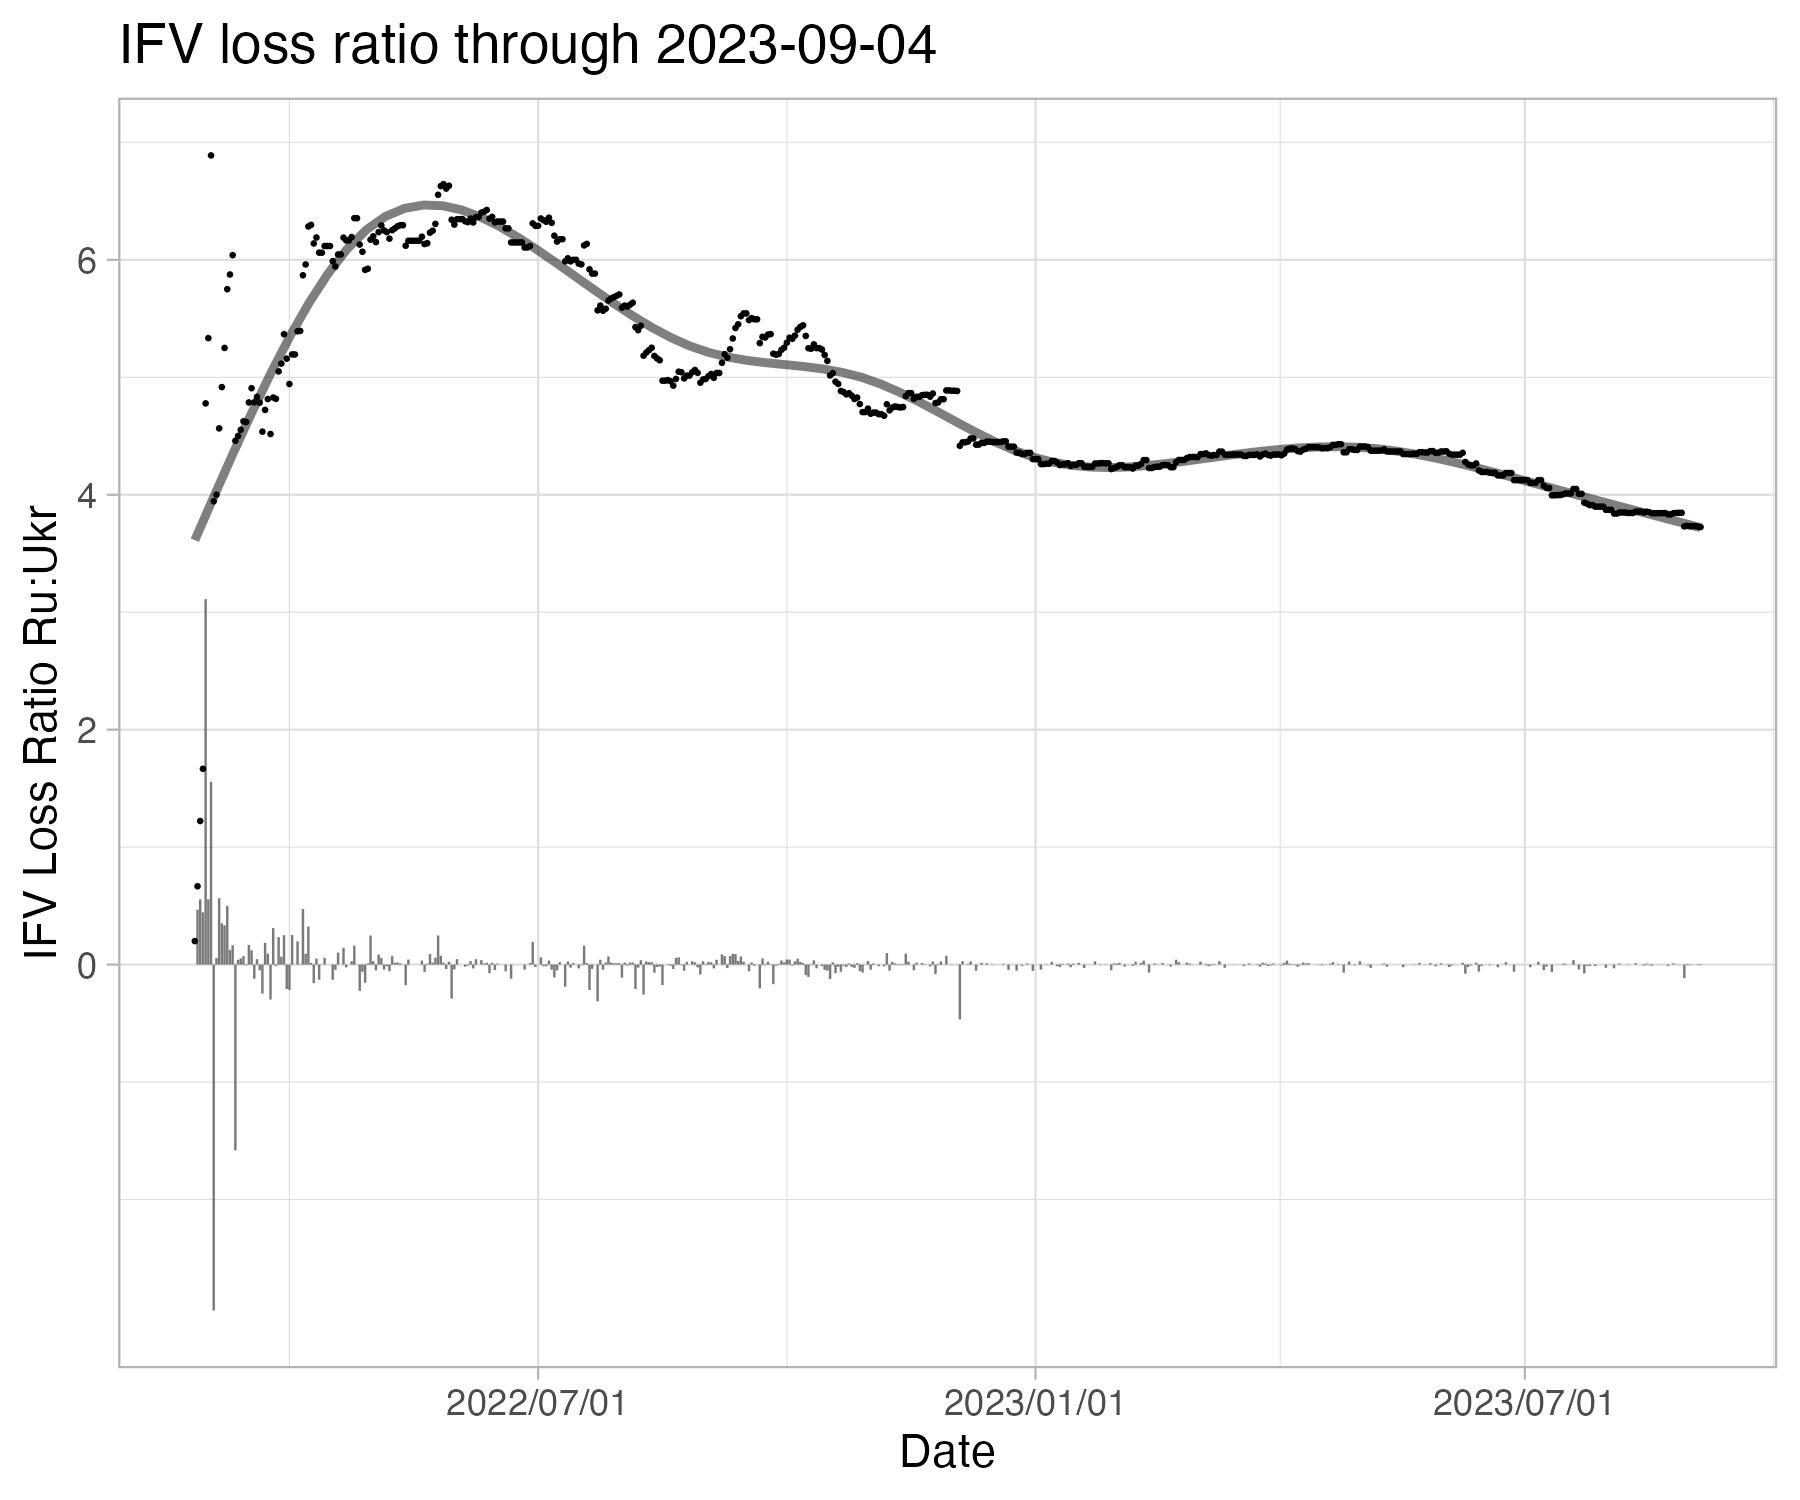 IFV loss ratio through 2023-09-04
IFV Loss Ratio Ru:Ukr
6
4
2
0
2022/07/01
2023/01/01
2023/07/01
Date